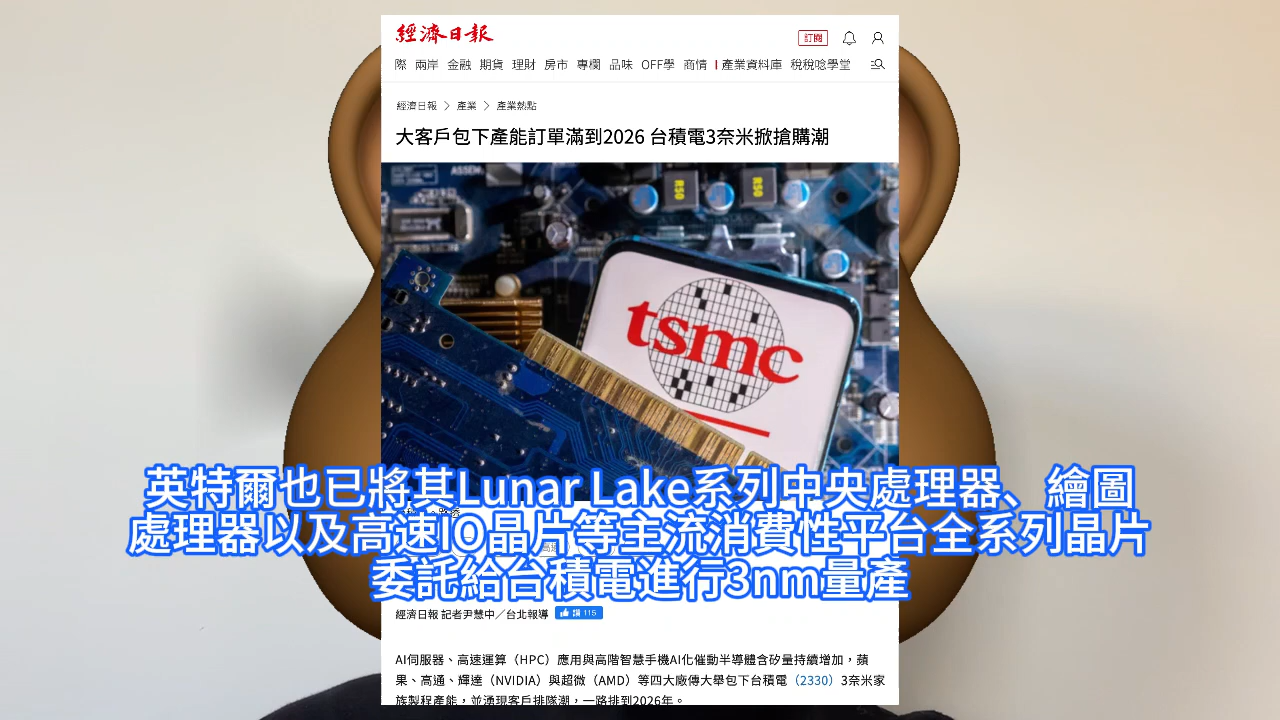 經濟日報
訂閱
際 兩岸 金融 期貨 理財 房市 專欄 品味 OFF學 商情 產業資料庫 稅稅唸學堂
經濟日報 > 產業 > 產業熱點
大客戶包下產能訂單滿到2026 台積電3奈米掀搶購潮
ASSEM
R50
R50
tsmc
英特爾也已將其Lunar Lake系列中央處理器、繪圖
處理器以及高速IO晶片等主流消費性平台全系列晶片
委託給台積電進行3nm量產
經濟日報 記者尹慧中／台北報導
讚 115
AI伺服器、高速運算（HPC）應用與高階智慧手機AI化催動半導體含矽量持續增加，蘋
果、高通、輝達（NVIDIA）與超微（AMD）等四大廠傳大舉包下台積電（2330）3奈米家
族製程產能，並湧現客戶排隊潮，一路排到2026年。